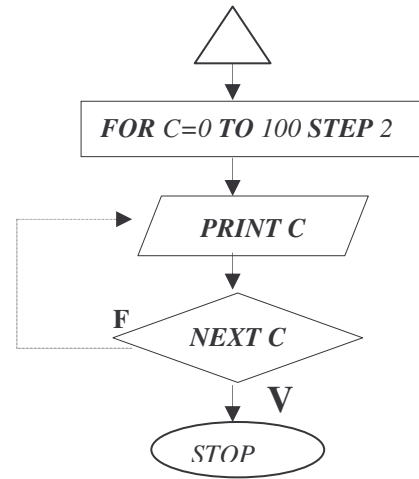 FOR C=0 TO 100 STEP 2
PRINT C
F
NEXT C
V
STOP